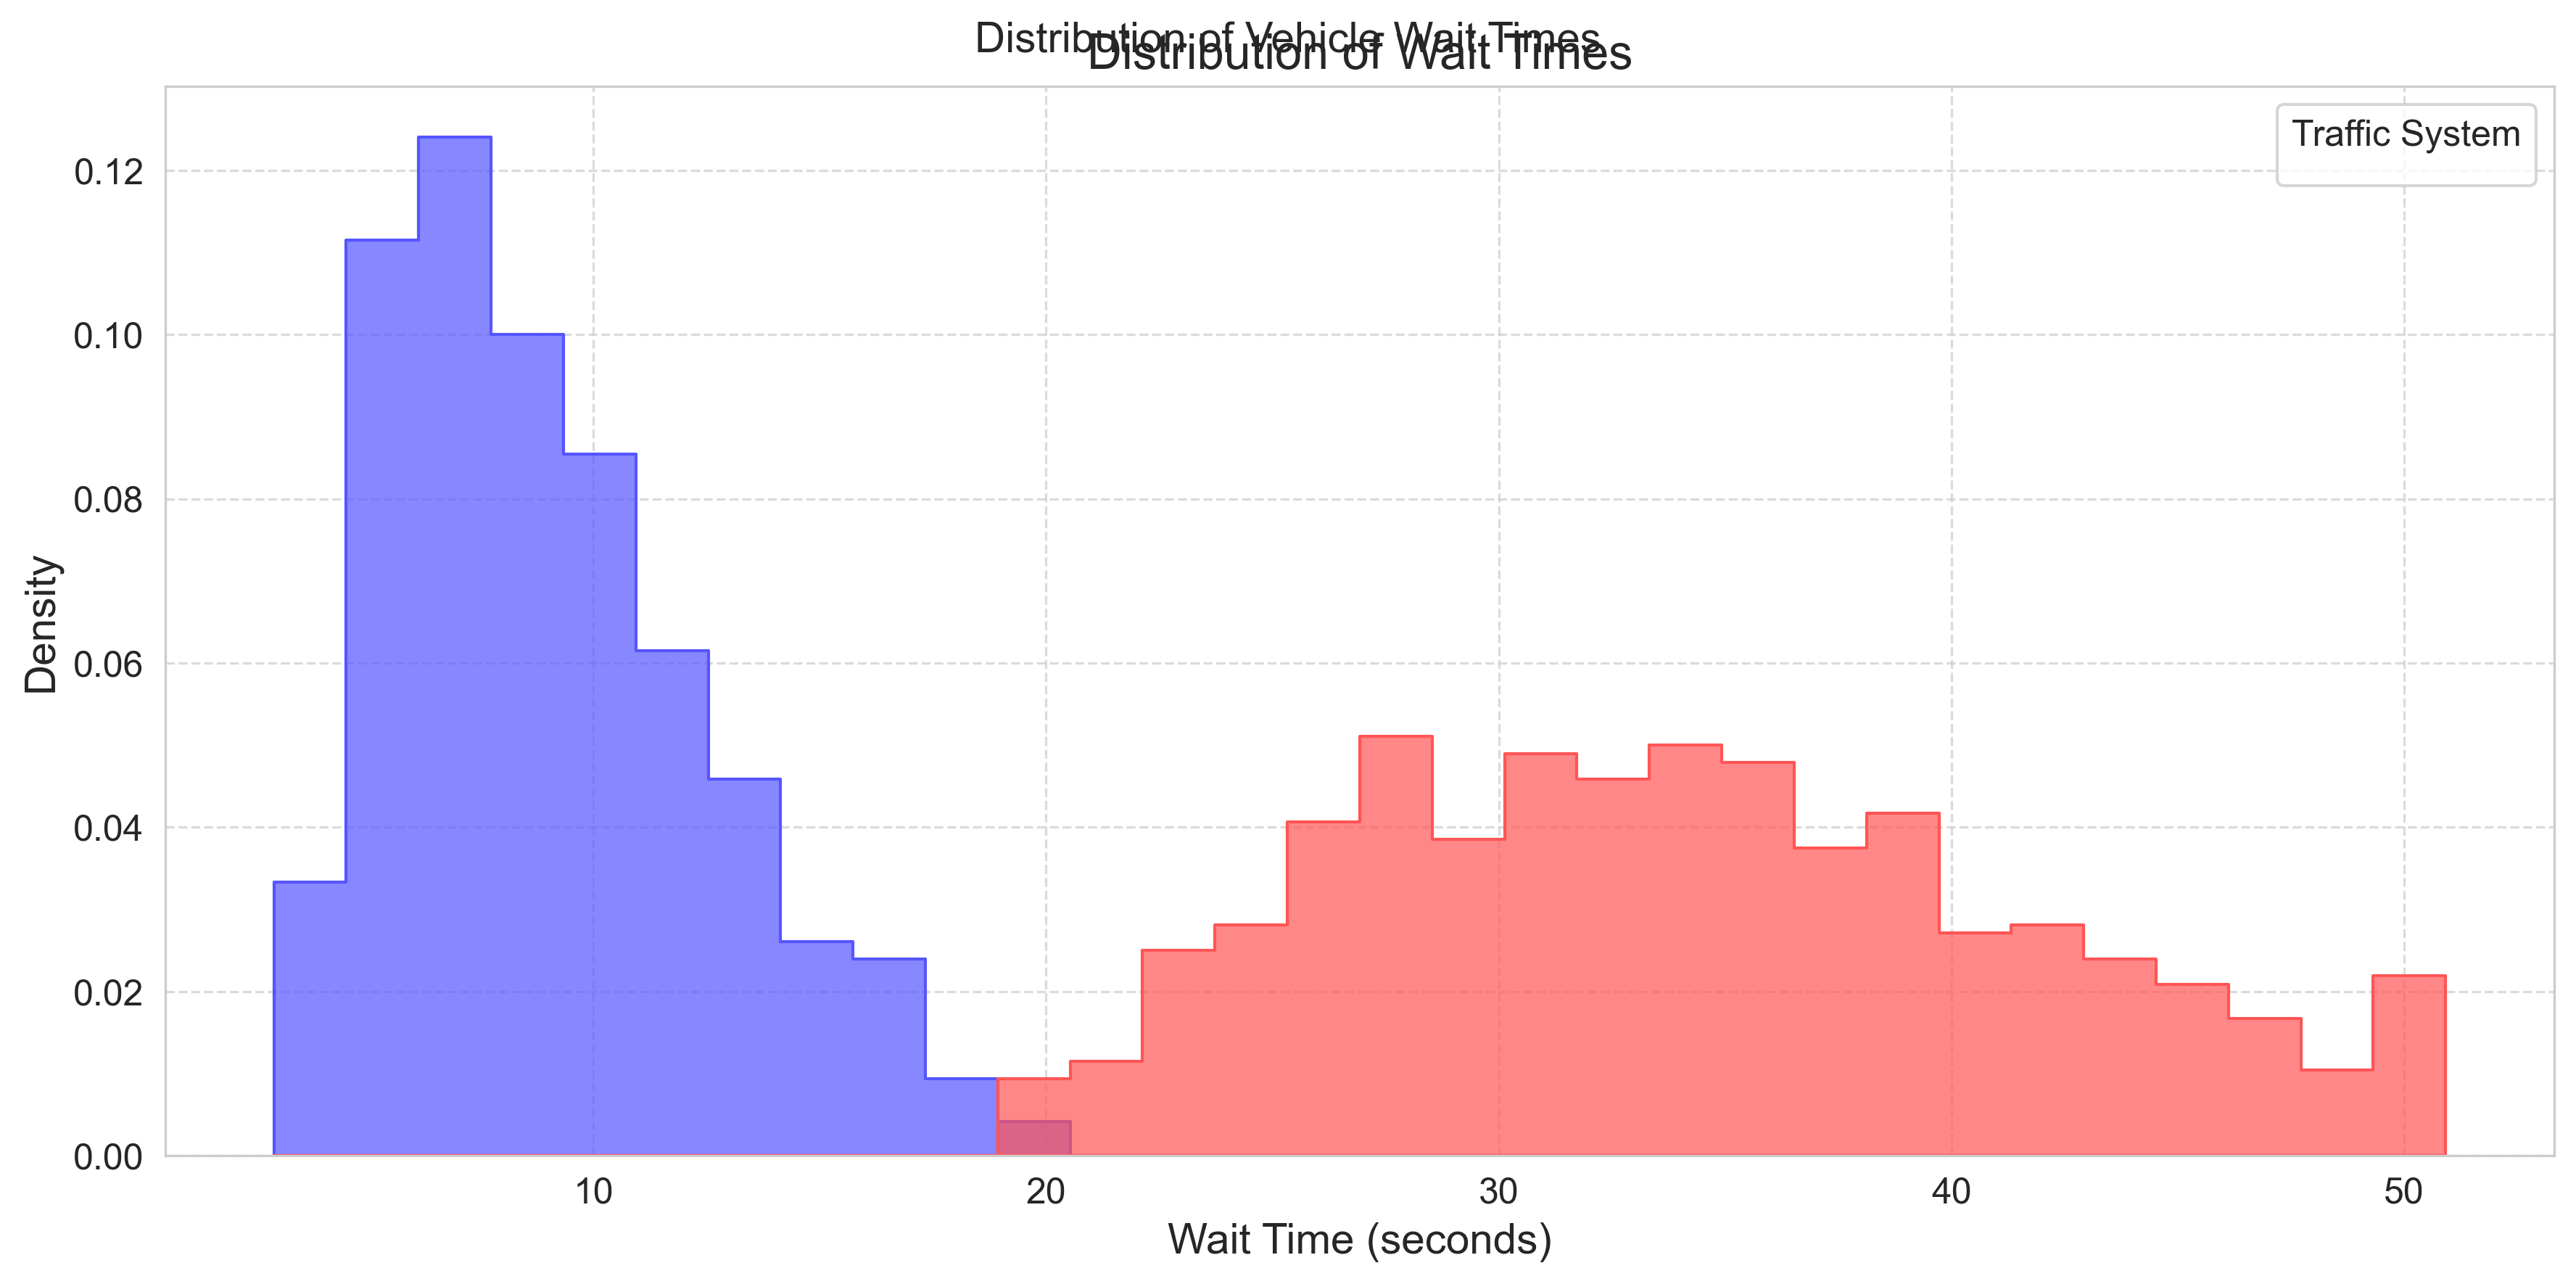 Distribution of Vehicle Wait Times
Distribution of Wait Times
Traffic System
0.12
0.10
0.08
0.06
0.04
0.02
0.00
Density
10
20
30
40
50
Wait Time (seconds)